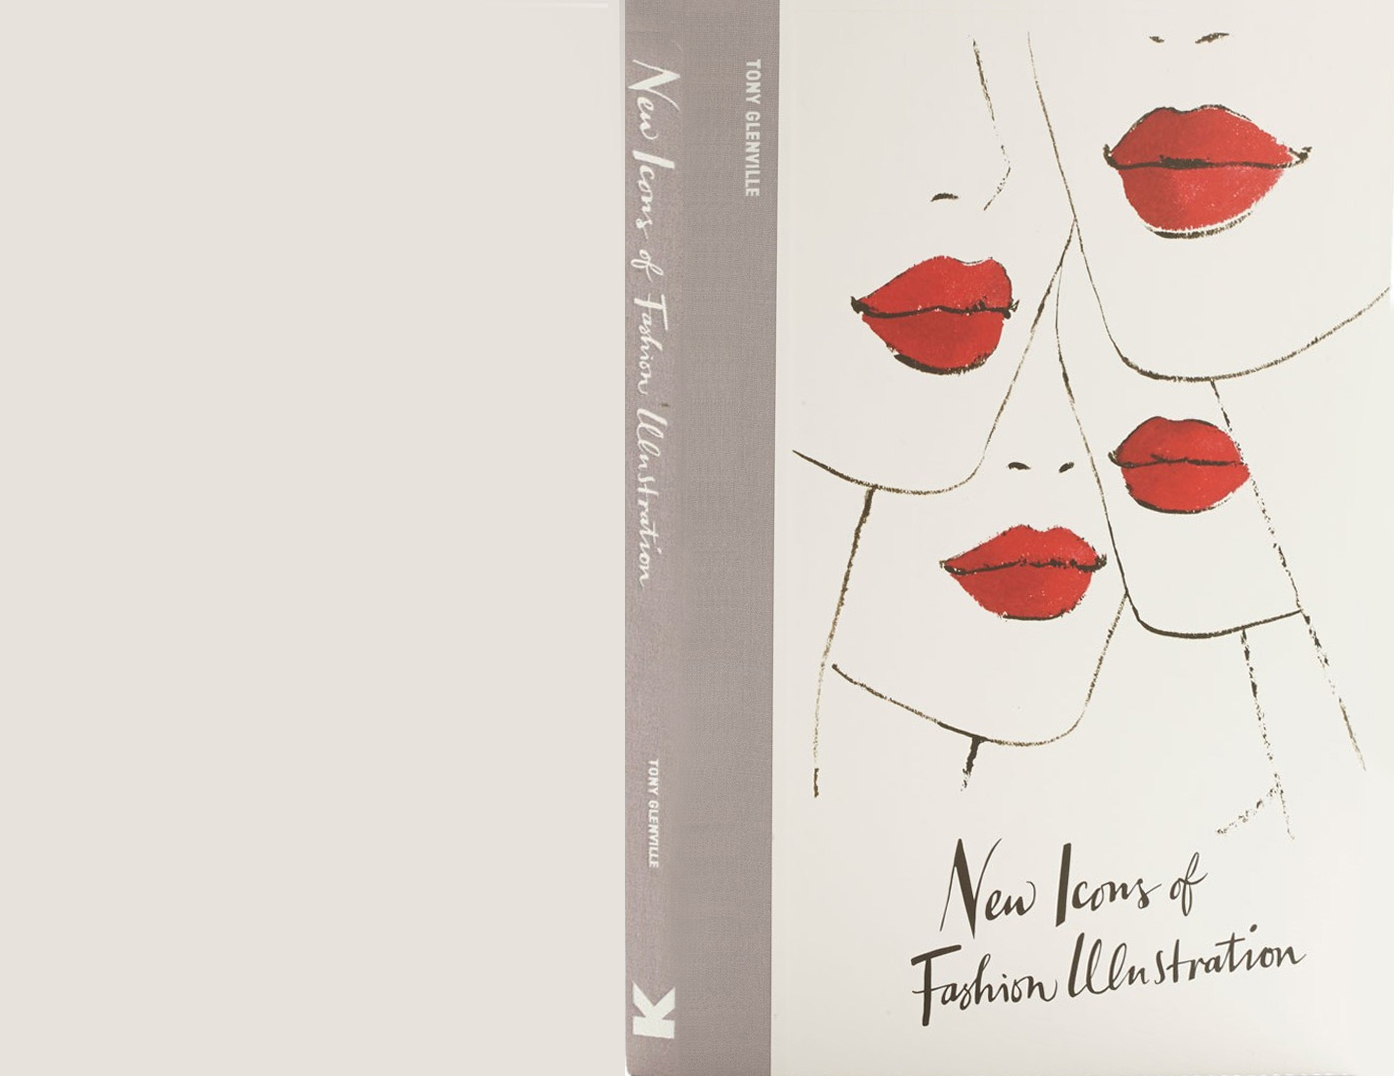 New Icons of Fashion Illustration
TONY GLENVILLE
K
TONY GLENVILLE
New Icons of
Fashion Illustration